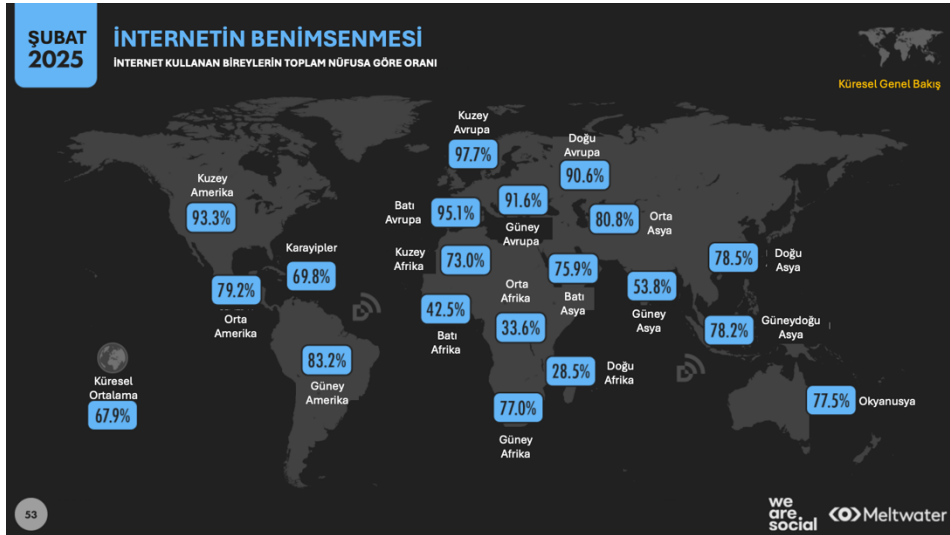 ŞUBAT
2025
İNTERNETİN BENİMSENMESİ
İNTERNET KULLANAN BİREYLERİN TOPLAM NÜFUSA GÖRE ORANI
Küresel Genel Bakış
Kuzey
Avrupa
97.7%
Doğu
Avrupa
90.6%
Kuzey
Amerika
93.3%
Batı
Avrupa
95.1%
91.6%
Güney
Avrupa
80.8%
Orta
Asya
Karayipler
69.8%
Kuzey
Afrika
73.0%
75.9%
Batı
Asya
53.8%
Güney
Asya
78.5%
Doğu
Asya
79.2%
Orta
Amerika
42.5%
Batı
Afrika
Orta
Afrika
33.6%
78.2%
Güneydoğu
Asya
Küresel
Ortalama
67.9%
83.2%
Güney
Amerika
28.5%
Doğu
Afrika
77.0%
Güney
Afrika
77.5%
Okyanusya
53
we
are
social
Meltwater